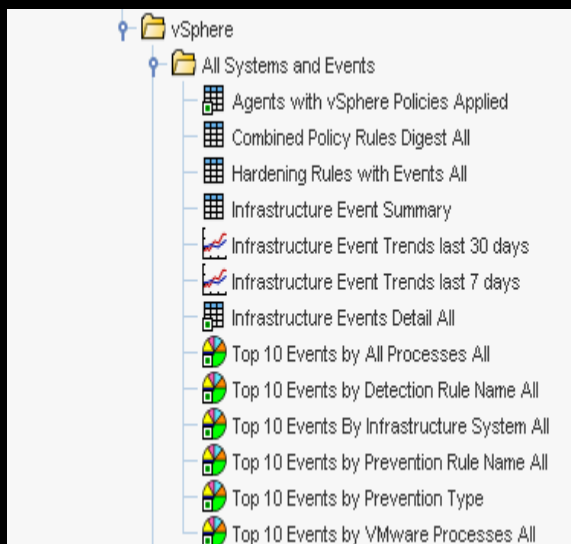 vSphere
All Systems and Events
Agents with vSphere Policies Applied
Combined Policy Rules Digest All
Hardening Rules with Events All
Infrastructure Event Summary
Infrastructure Event Trends last 30 days
Infrastructure Event Trends last 7 days
Infrastructure Events Detail All
Top 10 Events by All Processes All
Top 10 Events by Detection Rule Name All
Top 10 Events By Infrastructure System All
Top 10 Events by Prevention Rule Name All
Top 10 Events by Prevention Type
Top 10 Events by VMware Processes All